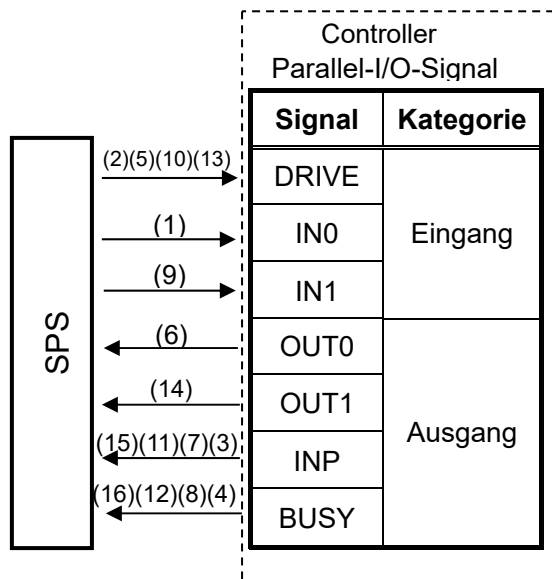 Controller
Parallel-I/O-Signal
Signal Kategorie
SPS
(2)(5)(10)(13) DRIVE
Eingang
(1) IN0
(9) IN1
(6) OUT0
(14) OUT1
Ausgang
(15)(11)(7)(3) INP
(16)(12)(8)(4) BUSY